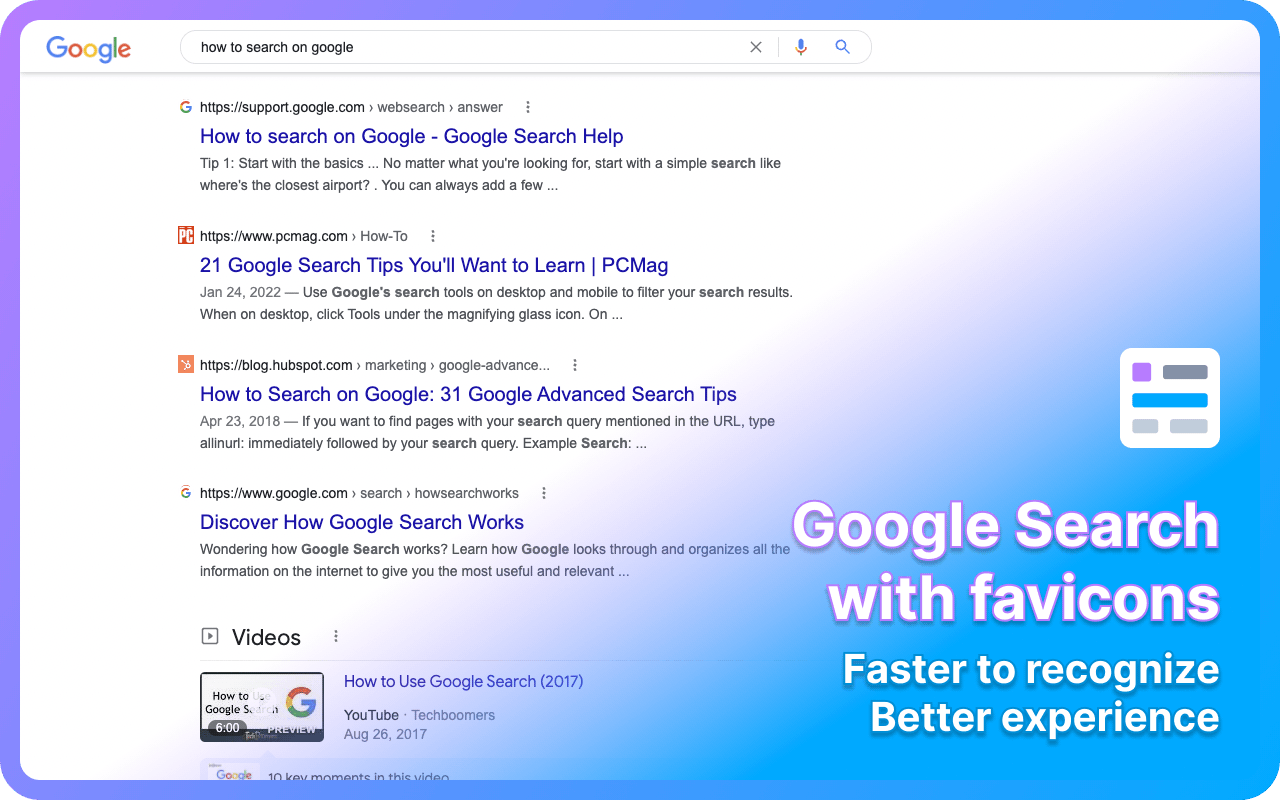 Google
how to search on google
https://support.google.com › websearch › answer
How to search on Google - Google Search Help
Tip 1: Start with the basics ... No matter what you're looking for, start with a simple search like
where's the closest airport? . You can always add a few ...
PC
https://www.pcmag.com › How-To
21 Google Search Tips You'll Want to Learn | PCMag
Jan 24, 2022 — Use Google's search tools on desktop and mobile to filter your search results.
When on desktop, click Tools under the magnifying glass icon. On ...
https://blog.hubspot.com › marketing › google-advance...
How to Search on Google: 31 Google Advanced Search Tips
Apr 23, 2018 — If you want to find pages with your search query mentioned in the URL, type
allinurl: immediately followed by your search query. Example Search: ...
https://www.google.com › search › howsearchworks
Discover How Google Search Works
Wondering how Google Search works? Learn how Google looks through and organizes all the
information on the internet to give you the most useful and relevant ...
Videos
How to Use
Google Search
6:00
PREVIEW
How to Use Google Search (2017)
YouTube · Techboomers
Aug 26, 2017
Google
10 key moments in this video
Google Search
with favicons
Faster to recognize
Better experience